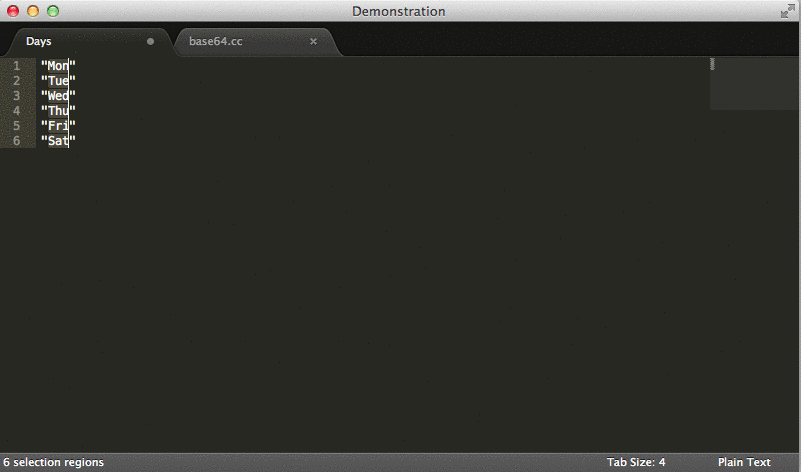 Demonstration
Days
base64.cc
1 "Mon"
2 "Tue"
3 "Wed"
4 "Thu"
5 "Fri"
6 "Sat"
6 selection regions
Tab Size: 4
Plain Text